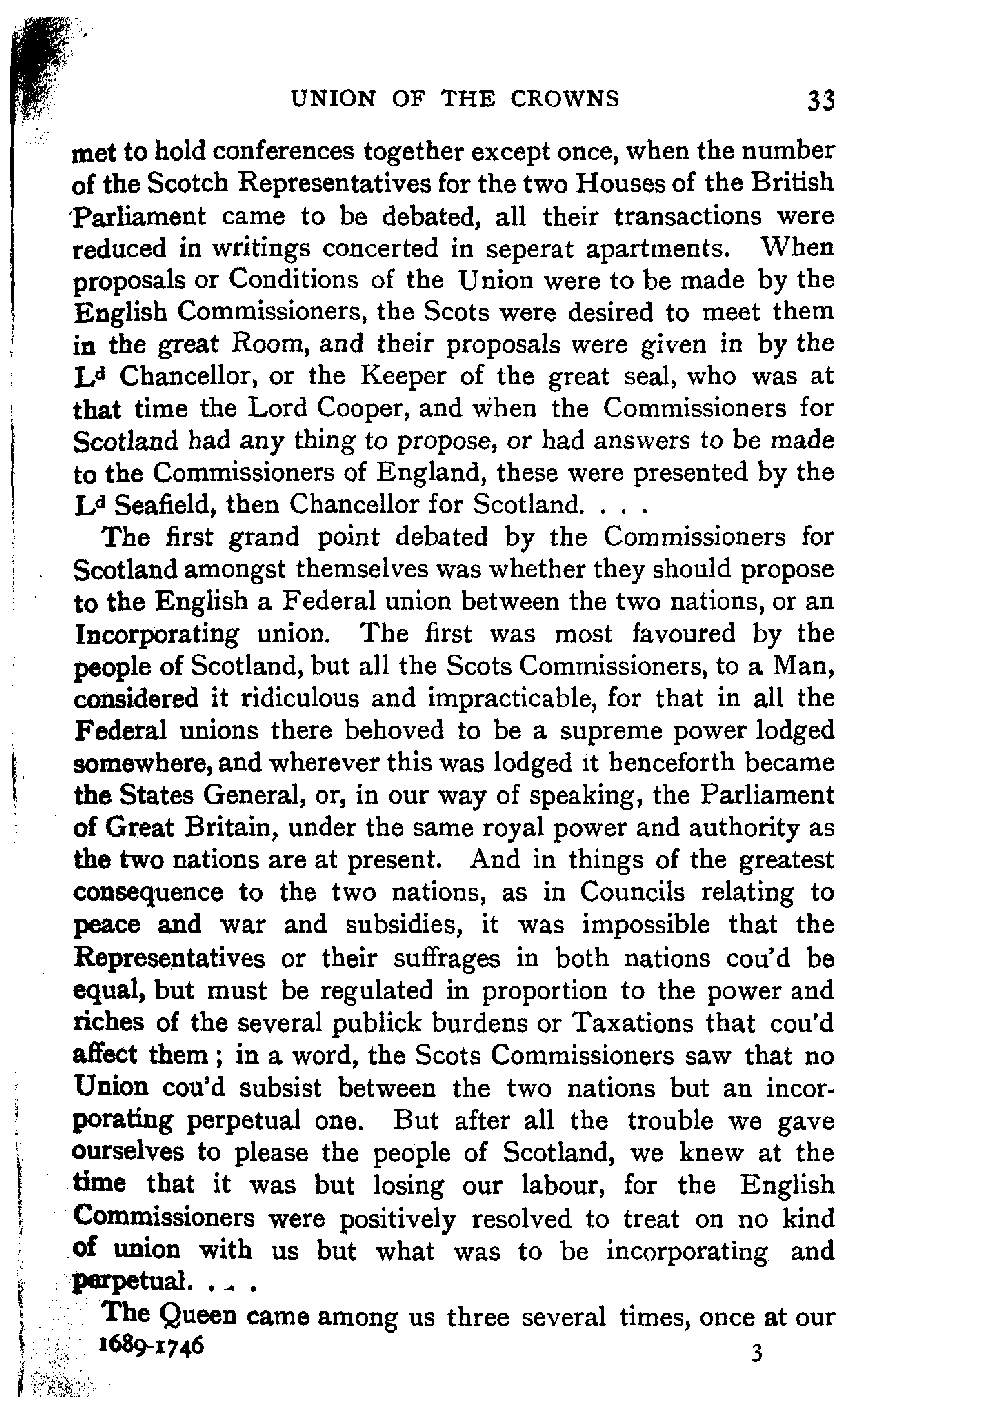 UNION OF THE CROWNS 33
met to hold conferences together except once, when the number
of the Scotch Representatives for the two Houses of the British
Parliament came to be debated, all their transactions were
reduced in writings concerted in seperat apartments. When
proposals or Conditions of the Union were to be made by the
English Commissioners, the Scots were desired to meet them
in the great Room, and their proposals were given in by the
Lᵈ Chancellor, or the Keeper of the great seal, who was at
that time the Lord Cooper, and when the Commissioners for
Scotland had any thing to propose, or had answers to be made
to the Commissioners of England, these were presented by the
Lᵈ Seafield, then Chancellor for Scotland. . . .
The first grand point debated by the Commissioners for
Scotland amongst themselves was whether they should propose
to the English a Federal union between the two nations, or an
Incorporating union. The first was most favoured by the
people of Scotland, but all the Scots Commissioners, to a Man,
considered it ridiculous and impracticable, for that in all the
Federal unions there behoved to be a supreme power lodged
somewhere, and wherever this was lodged it henceforth became
the States General, or, in our way of speaking, the Parliament
of Great Britain, under the same royal power and authority as
the two nations are at present. And in things of the greatest
consequence to the two nations, as in Councils relating to
peace and war and subsidies, it was impossible that the
Representatives or their suffrages in both nations cou'd be
equal, but must be regulated in proportion to the power and
riches of the several publick burdens or Taxations that cou'd
affect them ; in a word, the Scots Commissioners saw that no
Union cou'd subsist between the two nations but an incor-
porating perpetual one. But after all the trouble we gave
ourselves to please the people of Scotland, we knew at the
time that it was but losing our labour, for the English
Commissioners were positively resolved to treat on no kind
of union with us but what was to be incorporating and
perpetual. . . .
The Queen came among us three several times, once at our
1689-1746 3